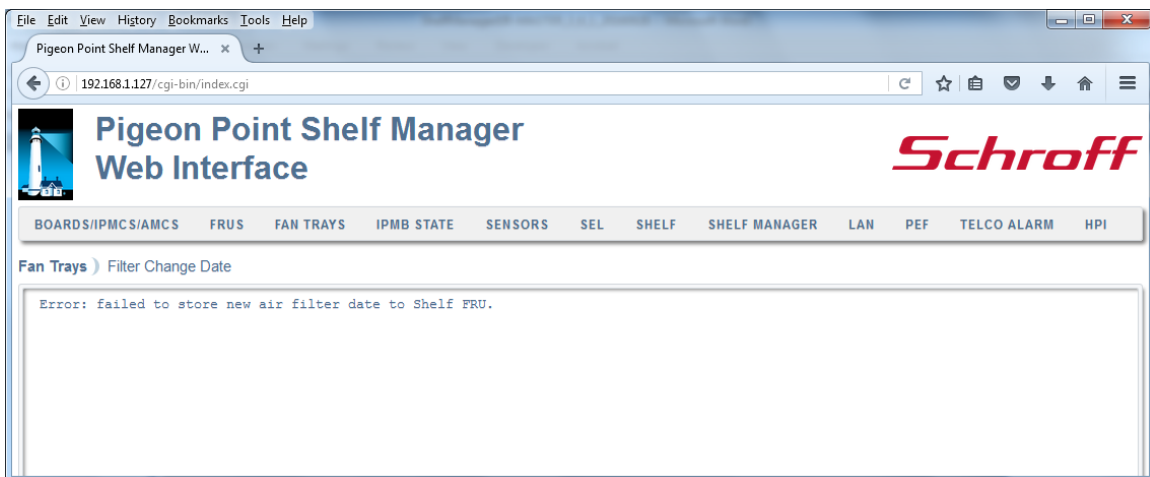 File Edit View History Bookmarks Tools Help
Pigeon Point Shelf Manager W... × +
192.168.1.127/cgi-bin/index.cgi
Pigeon Point Shelf Manager
Web Interface
Schroff
BOARDS/IPMCS/AMCS FRUS FAN TRAYS IPMB STATE SENSORS SEL SHELF SHELF MANAGER LAN PEF TELCO ALARM HPI
Fan Trays ) Filter Change Date
Error: failed to store new air filter date to Shelf FRU.